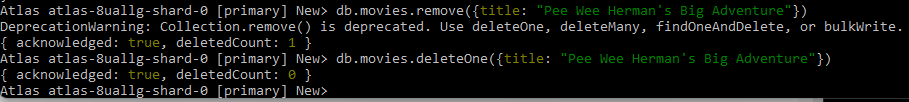 Atlas atlas-8uallg-shard-0 [primary] New> db.movies.remove({title: "Pee Wee Herman's Big Adventure"})
DeprecationWarning: Collection.remove() is deprecated. Use deleteOne, deleteMany, findOneAndDelete, or bulkWrite.
{ acknowledged: true, deletedCount: 1 }
Atlas atlas-8uallg-shard-0 [primary] New> db.movies.deleteOne({title: "Pee Wee Herman's Big Adventure"})
{ acknowledged: true, deletedCount: 0 }
Atlas atlas-8uallg-shard-0 [primary] New>